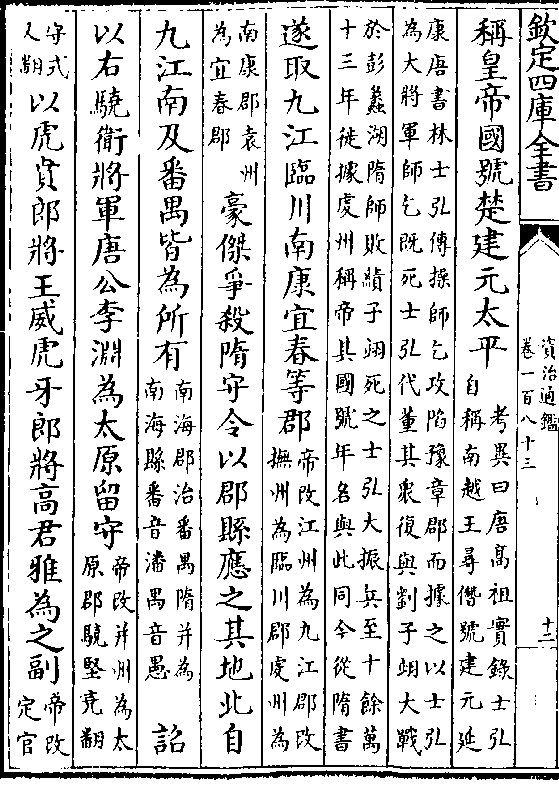 欽定四庫全書
資治通鑑
卷一百八十三
十二
稱皇帝國號楚建元太平
考異曰唐高祖實錄士弘
自稱南越王尋僭號建元延
康唐書林士弘傳操師乞攻陷豫章郡而據之以士弘
為大將軍師乞既死士弘代董其衆復與劉子翊大戰
於彭蠡湖隋師敗績子翊死之士弘大振兵至十餘萬
十三年徙據虔州稱帝其國號年名與此同今從隋書
遂取九江臨川南康宜春等郡
帝改江州為九江郡改
撫州為臨川郡虔州為
南康郡袁州
為宜春郡
豪傑爭殺隋守令以郡縣應之其地北自
九江南及番禺皆為所有
南海郡治番禺隋并為
南海縣番音潘禺音愚
詔
以右驍衛將軍唐公李淵為太原留守
帝改并州為太
原郡驍堅堯翻
守式
又翻
以虎賁郎將王威虎牙郎將高君雅為之副
帝改
定官